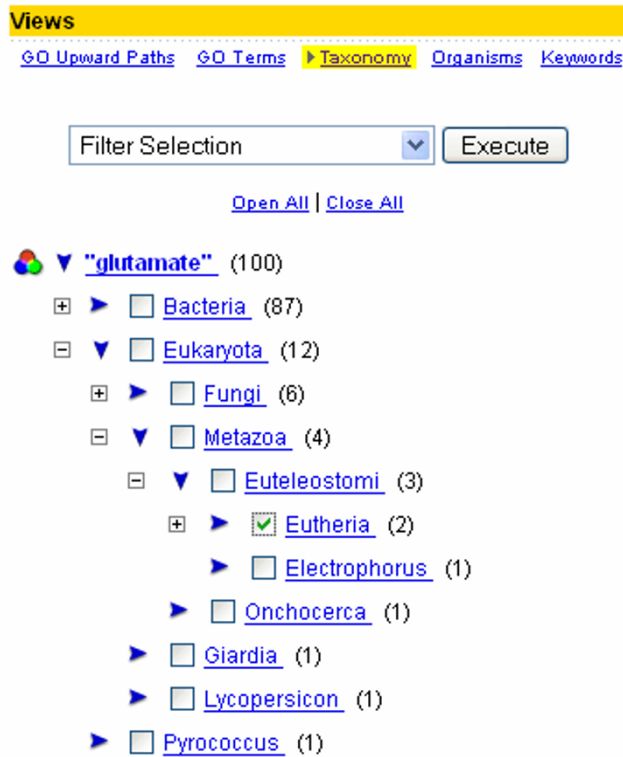 Views
GO Upward Paths GO Terms Taxonomy Organisms Keywords
Filter Selection Execute
Open All | Close All
"glutamate" (100)
Bacteria (87)
Eukaryota (12)
Fungi (6)
Metazoa (4)
Euteleostomi (3)
Eutheria (2)
Electrophorus (1)
Onchocerca (1)
Giardia (1)
Lycopersicon (1)
Pyrococcus (1)